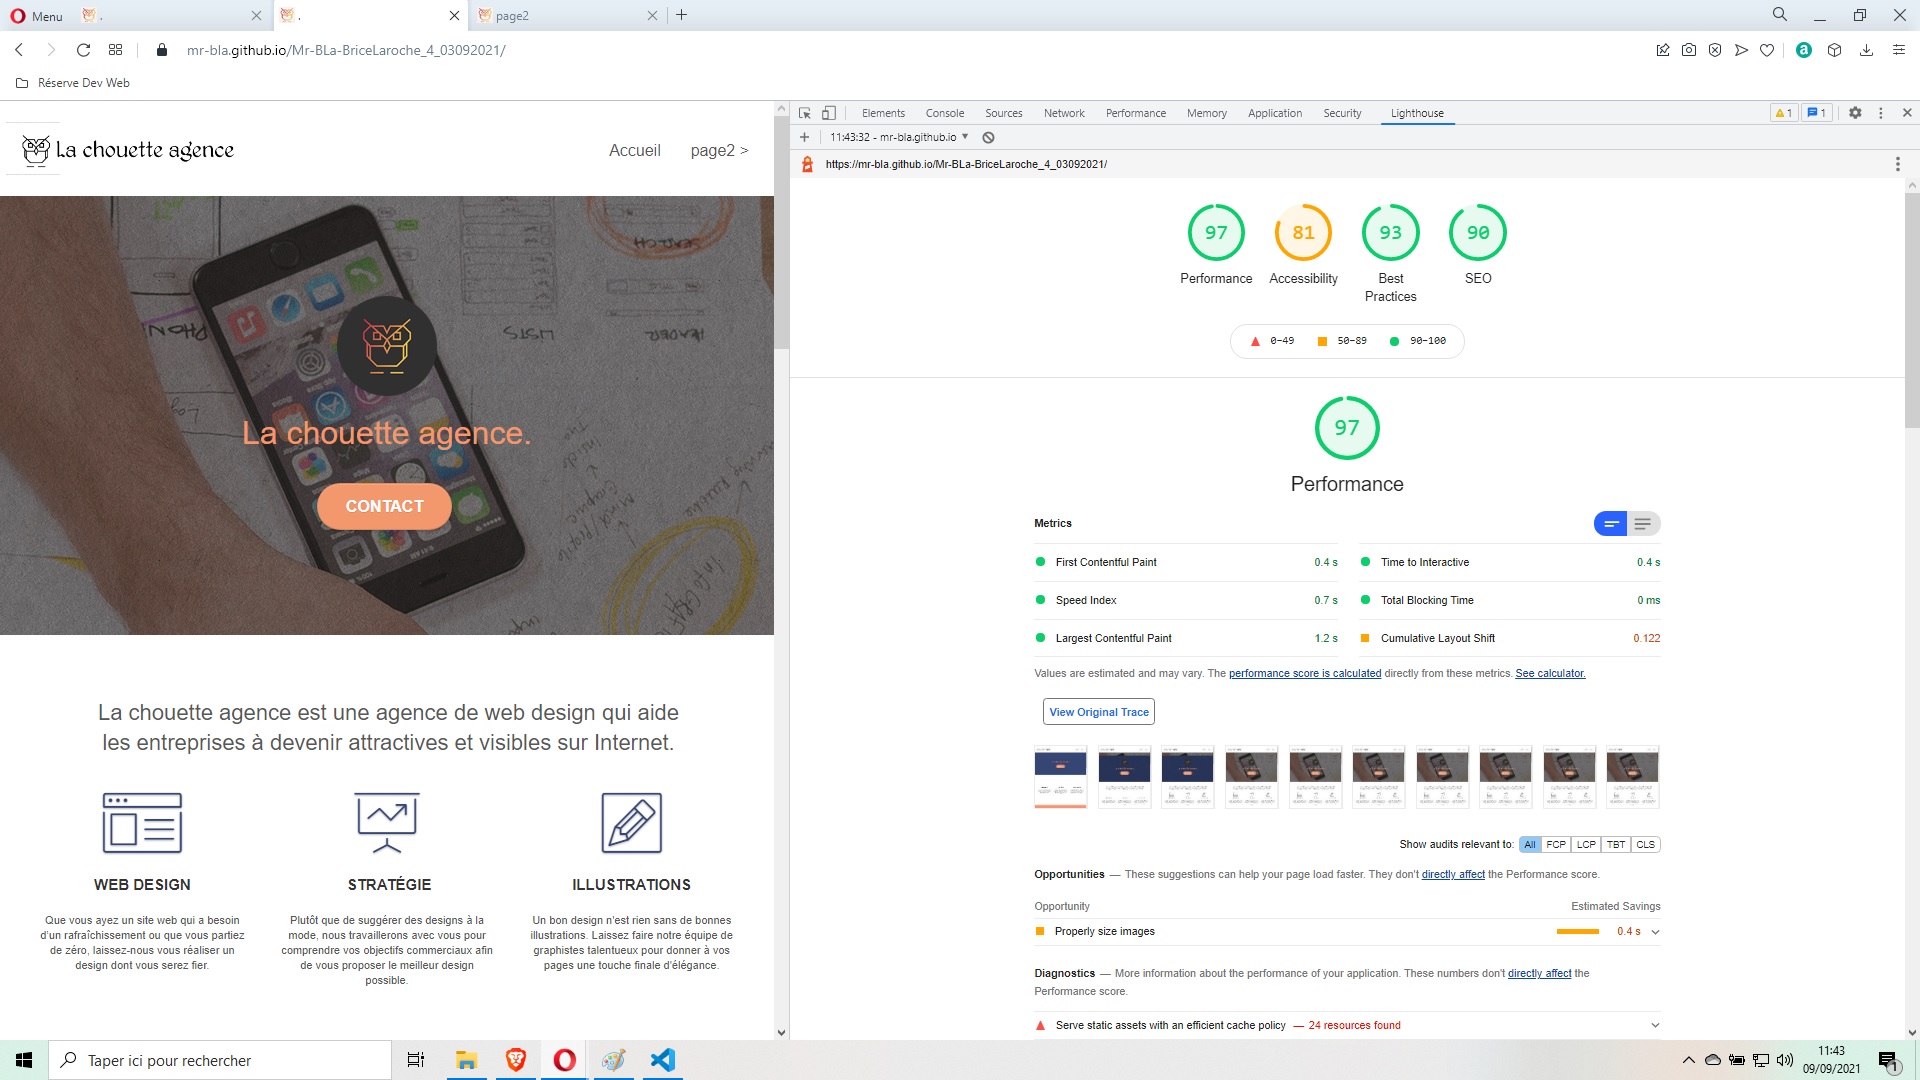 Menu
.
.
page2
mr-bla.github.io/Mr-BLa-BriceLaroche_4_03092021/
Réserve Dev Web
La chouette agence
Accueil
page2 >
SEARCH
LISTS
HEADER
La chouette agence.
CONTACT
La chouette agence est une agence de web design qui aide
les entreprises à devenir attractives et visibles sur Internet.
WEB DESIGN
Que vous ayez un site web qui a besoin
d'un rafraîchissement ou que vous partiez
de zéro, laissez-nous vous réaliser un
design dont vous serez fier.
STRATÉGIE
Plutôt que de suggérer des designs à la
mode, nous travaillerons avec vous pour
comprendre vos objectifs commerciaux afin
de vous proposer le meilleur design
possible.
ILLUSTRATIONS
Un bon design n'est rien sans de bonnes
illustrations. Laissez faire notre équipe de
graphistes talentueux pour donner à vos
pages une touche finale d'élégance.
Elements
Console
Sources
Network
Performance
Memory
Application
Security
Lighthouse
1
1
11:43:32 - mr-bla.github.io
https://mr-bla.github.io/Mr-BLa-BriceLaroche_4_03092021/
97
Performance
81
Accessibility
93
Best
Practices
90
SEO
0–49
50–89
90–100
97
Performance
Metrics
First Contentful Paint 0.4 s
Time to Interactive 0.4 s
Speed Index 0.7 s
Total Blocking Time 0 ms
Largest Contentful Paint 1.2 s
Cumulative Layout Shift 0.122
Values are estimated and may vary. The performance score is calculated directly from these metrics. See calculator.
View Original Trace
Show audits relevant to: All FCP LCP TBT CLS
Opportunities — These suggestions can help your page load faster. They don't directly affect the Performance score.
Opportunity Estimated Savings
Properly size images 0.4 s
Diagnostics — More information about the performance of your application. These numbers don't directly affect the
Performance score.
Serve static assets with an efficient cache policy — 24 resources found
Taper ici pour rechercher
11:43
09/09/2021
1